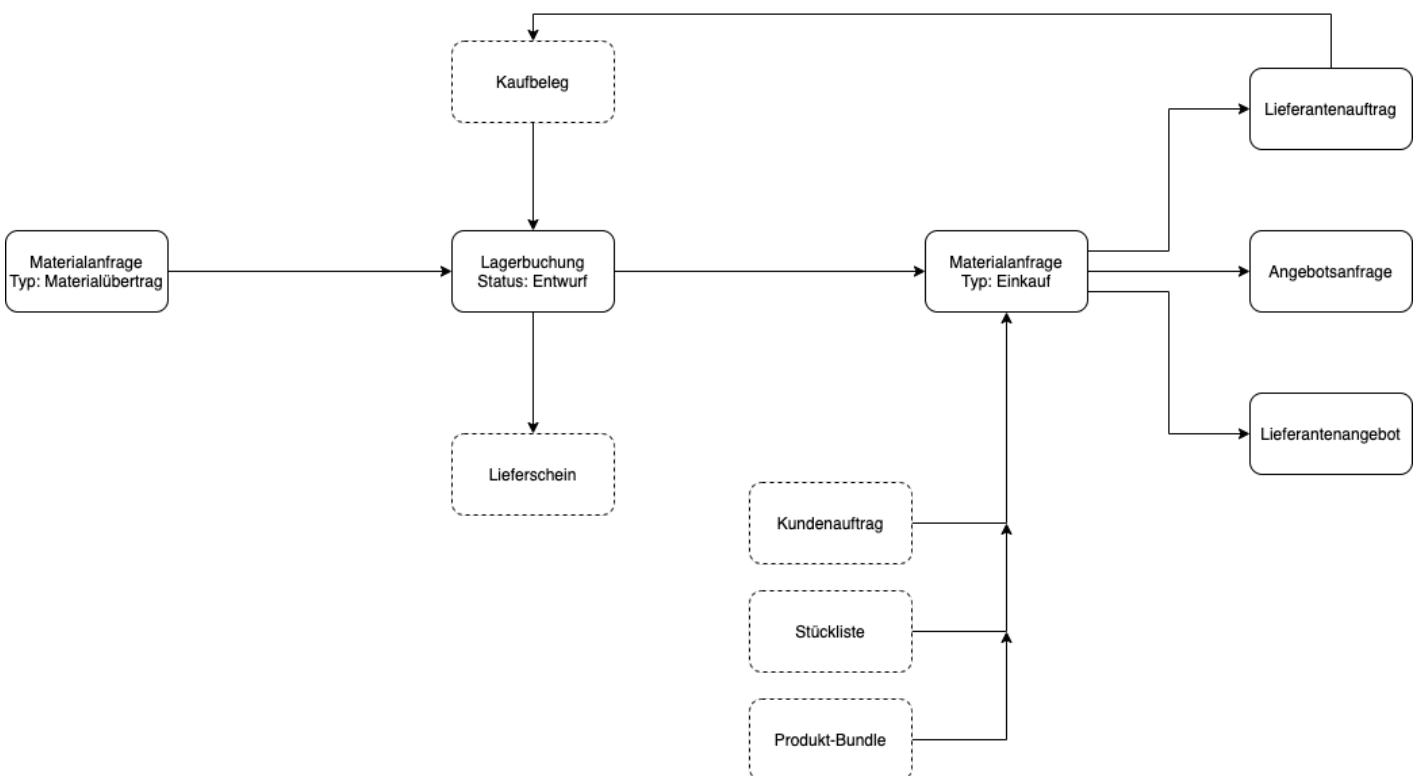 Kaufbeleg
Lieferantenauftrag
Materialanfrage
Typ: Materialübertrag
Lagerbuchung
Status: Entwurf
Materialanfrage
Typ: Einkauf
Angebotsanfrage
Lieferantenangebot
Lieferschein
Kundenauftrag
Stückliste
Produkt-Bundle